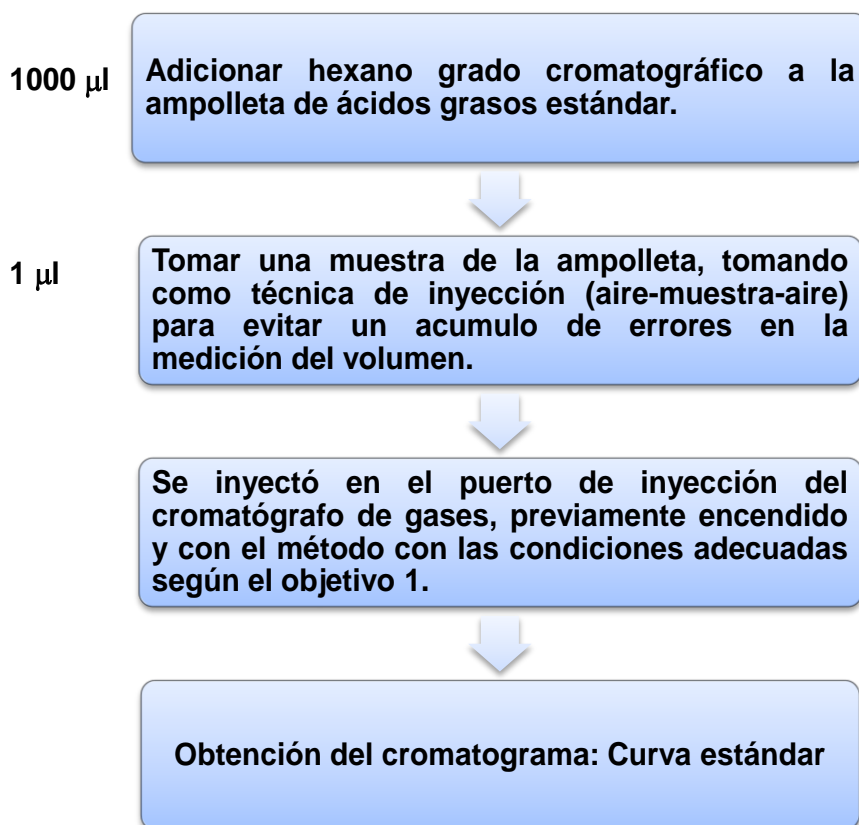 1000 µl
Adicionar hexano grado cromatográfico a la
ampolleta de ácidos grasos estándar.
1 µl
Tomar una muestra de la ampolleta, tomando
como técnica de inyección (aire-muestra-aire)
para evitar un acumulo de errores en la
medición del volumen.
Se inyectó en el puerto de inyección del
cromatógrafo de gases, previamente encendido
y con el método con las condiciones adecuadas
según el objetivo 1.
Obtención del cromatograma: Curva estándar